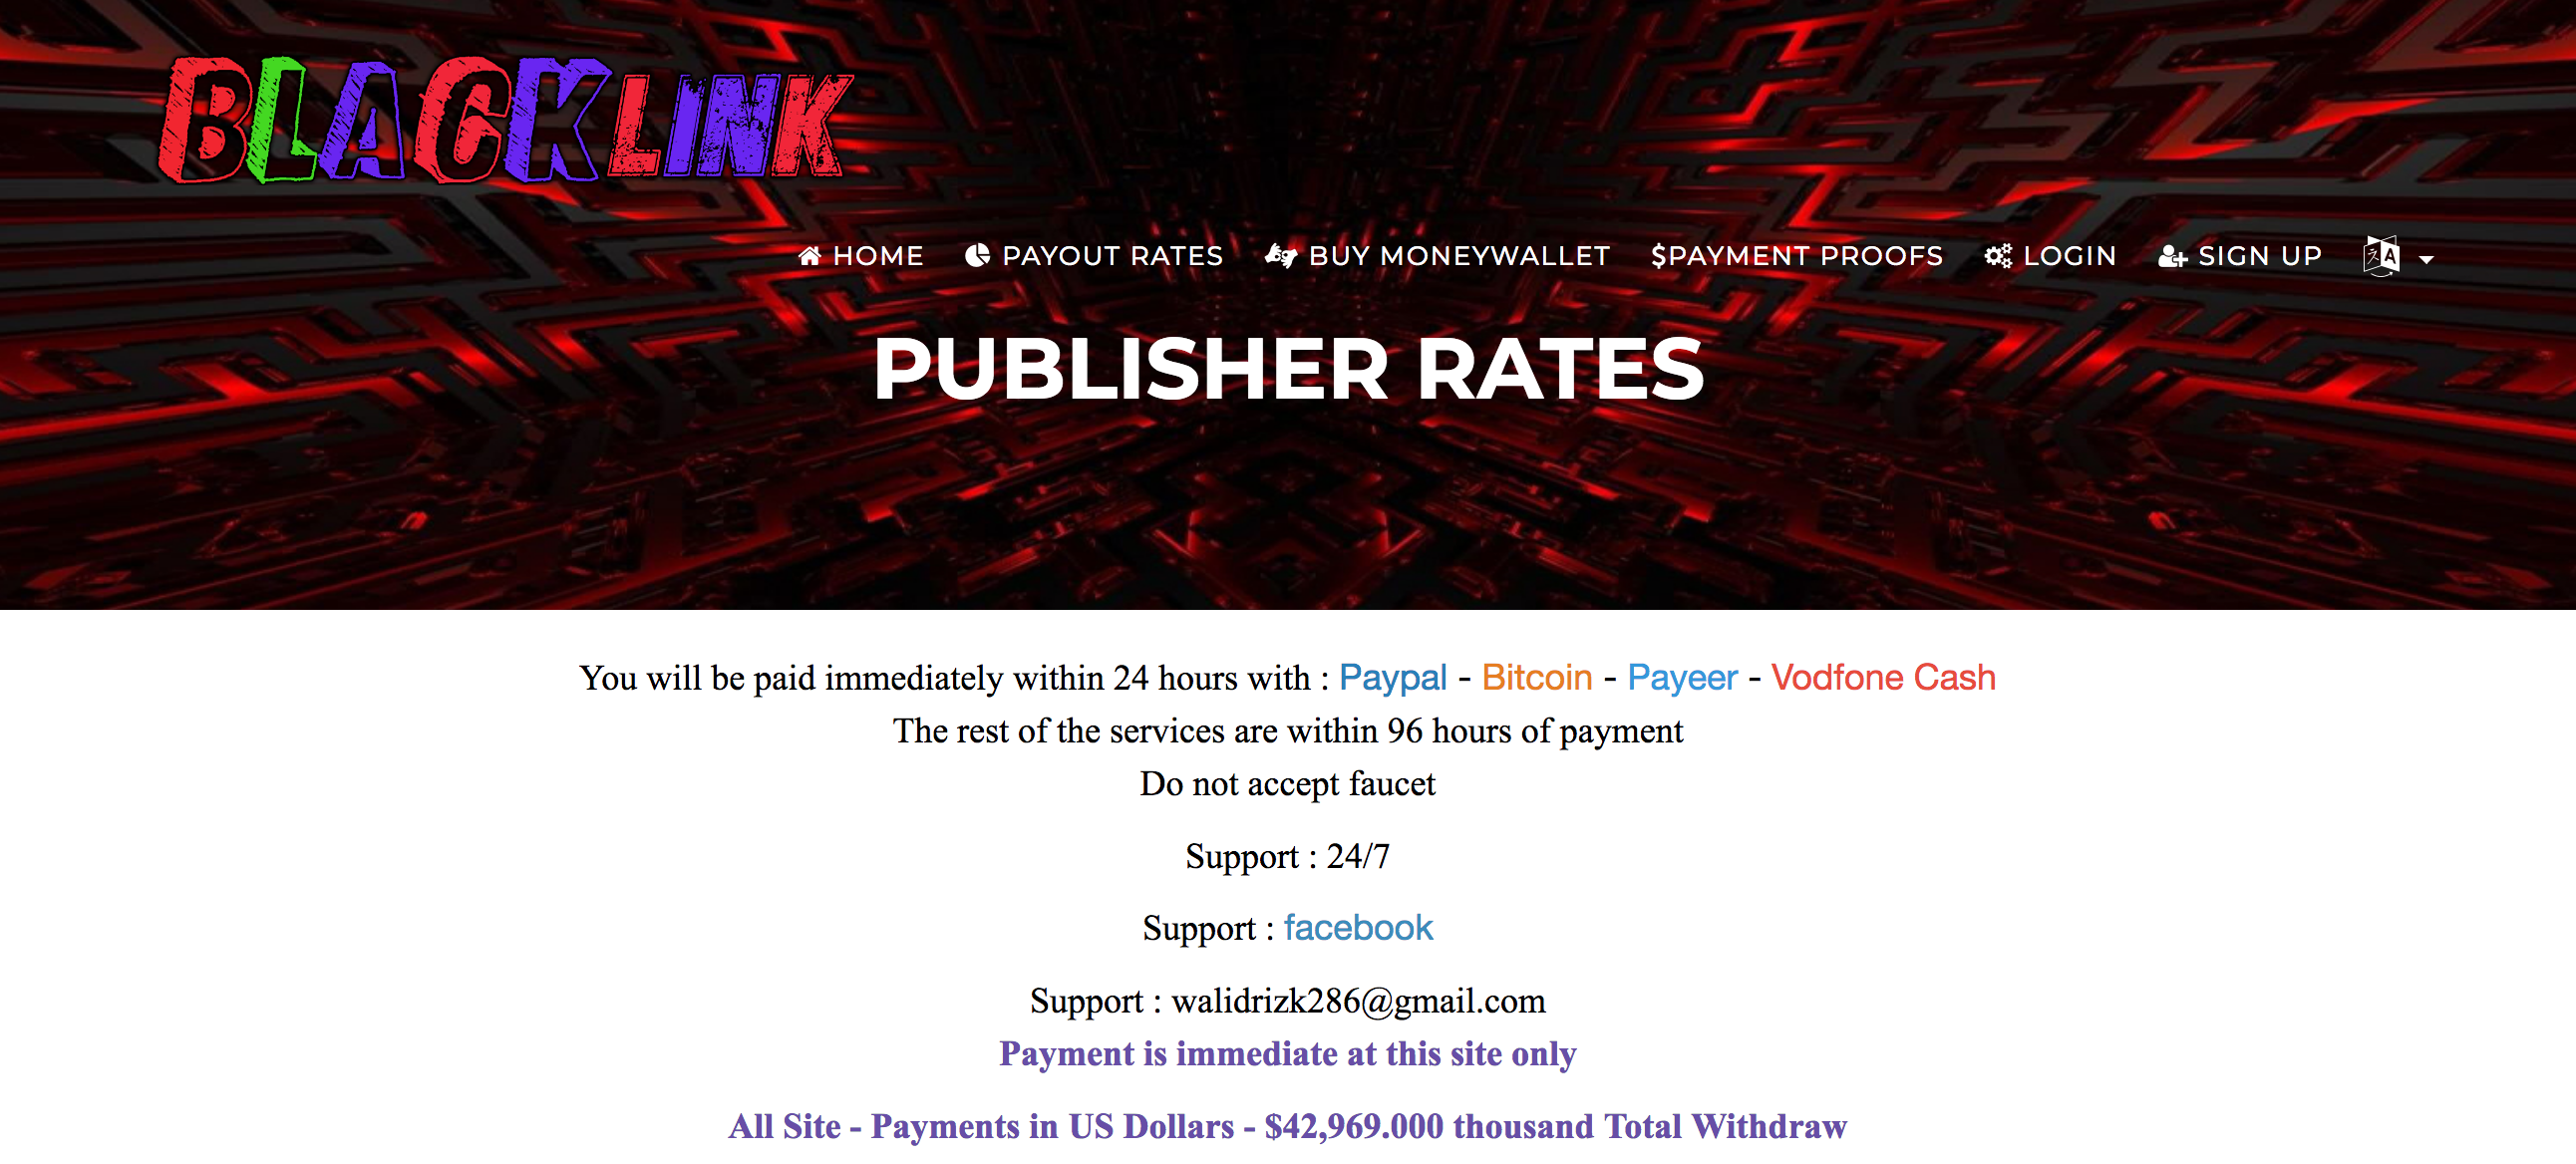 BLACKLINK
HOME PAYOUT RATES BUY MONEYWALLET $PAYMENT PROOFS LOGIN SIGN UP
PUBLISHER RATES
You will be paid immediately within 24 hours with : Paypal - Bitcoin - Payeer - Vodfone Cash
The rest of the services are within 96 hours of payment
Do not accept faucet
Support : 24/7
Support : facebook
Support : walidrizk286@gmail.com
Payment is immediate at this site only
All Site - Payments in US Dollars - $42,969.000 thousand Total Withdraw